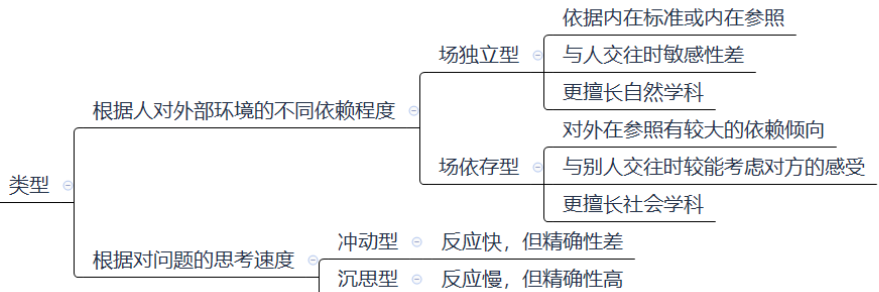 类型
根据人对外部环境的不同依赖程度
场独立型
依据内在标准或内在参照
与人交往时敏感性差
更擅长自然学科
场依存型
对外在参照有较大的依赖倾向
与别人交往时较能考虑对方的感受
更擅长社会学科
根据对问题的思考速度
冲动型
反应快，但精确性差
沉思型
反应慢，但精确性高